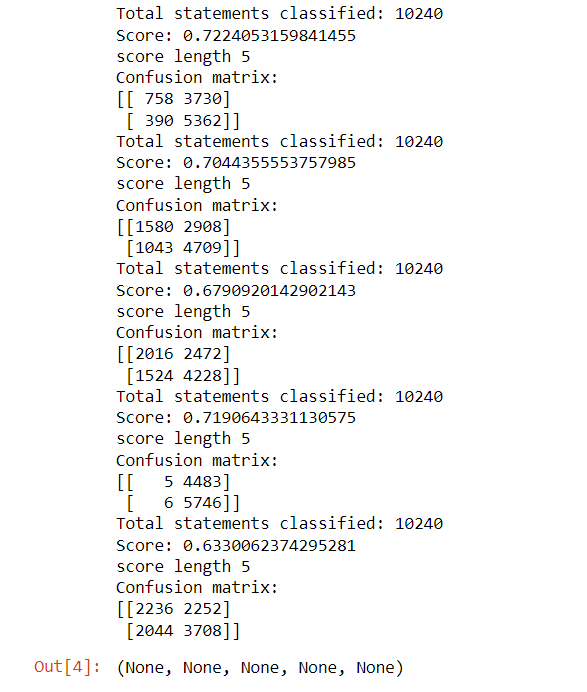 Total statements classified: 10240
Score: 0.7224053159841455
score length 5
Confusion matrix:
[[ 758 3730]
 [ 390 5362]]
Total statements classified: 10240
Score: 0.7044355553757985
score length 5
Confusion matrix:
[[1580 2908]
 [1043 4709]]
Total statements classified: 10240
Score: 0.6790920142902143
score length 5
Confusion matrix:
[[2016 2472]
 [1524 4228]]
Total statements classified: 10240
Score: 0.7190643331130575
score length 5
Confusion matrix:
[[   5 4483]
 [   6 5746]]
Total statements classified: 10240
Score: 0.6330062374295281
score length 5
Confusion matrix:
[[2236 2252]
 [2044 3708]]
Out[4]: (None, None, None, None, None)